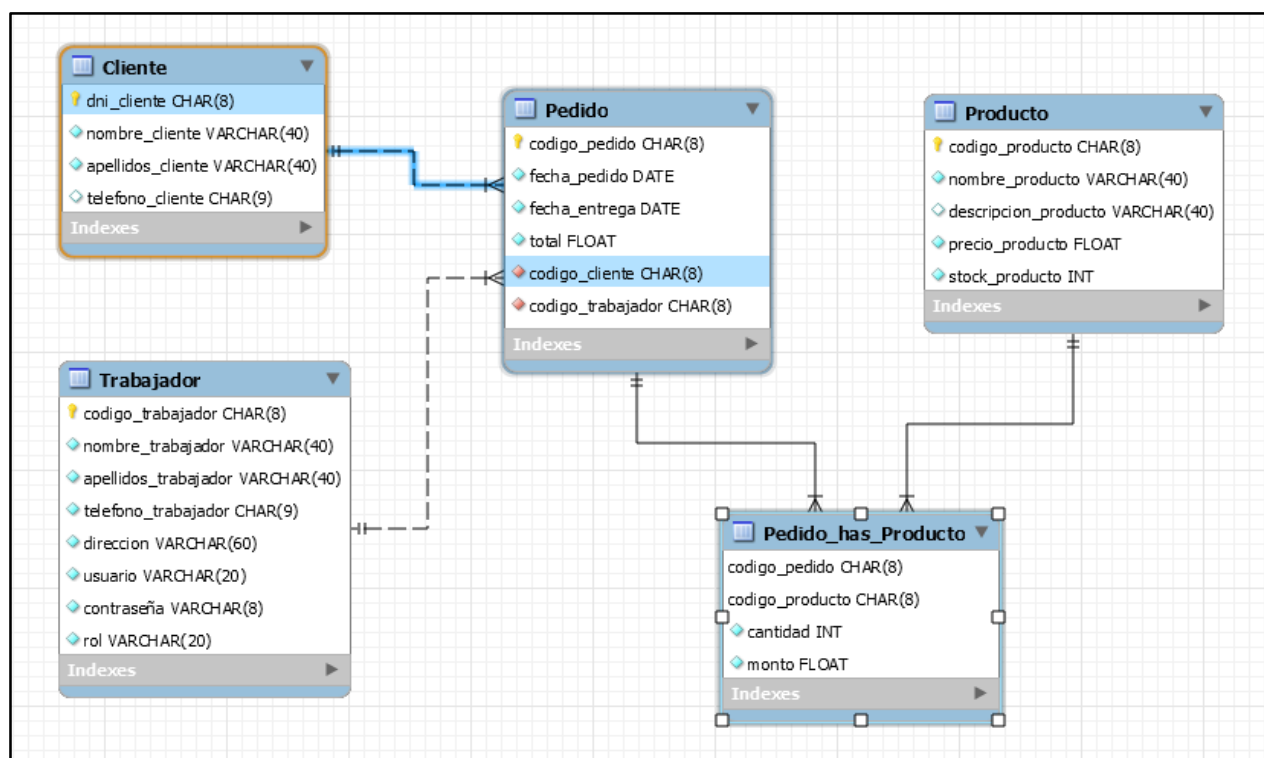 Cliente
dni_cliente CHAR(8)
nombre_cliente VARCHAR(40)
apellidos_cliente VARCHAR(40)
telefono_cliente CHAR(9)
Indexes
Pedido
codigo_pedido CHAR(8)
fecha_pedido DATE
fecha_entrega DATE
total FLOAT
codigo_cliente CHAR(8)
codigo_trabajador CHAR(8)
Indexes
Producto
codigo_producto CHAR(8)
nombre_producto VARCHAR(40)
descripcion_producto VARCHAR(40)
precio_producto FLOAT
stock_producto INT
Indexes
Trabajador
codigo_trabajador CHAR(8)
nombre_trabajador VARCHAR(40)
apellidos_trabajador VARCHAR(40)
telefono_trabajador CHAR(9)
direccion VARCHAR(60)
usuario VARCHAR(20)
contraseña VARCHAR(8)
rol VARCHAR(20)
Indexes
Pedido_has_Producto
codigo_pedido CHAR(8)
codigo_producto CHAR(8)
cantidad INT
monto FLOAT
Indexes